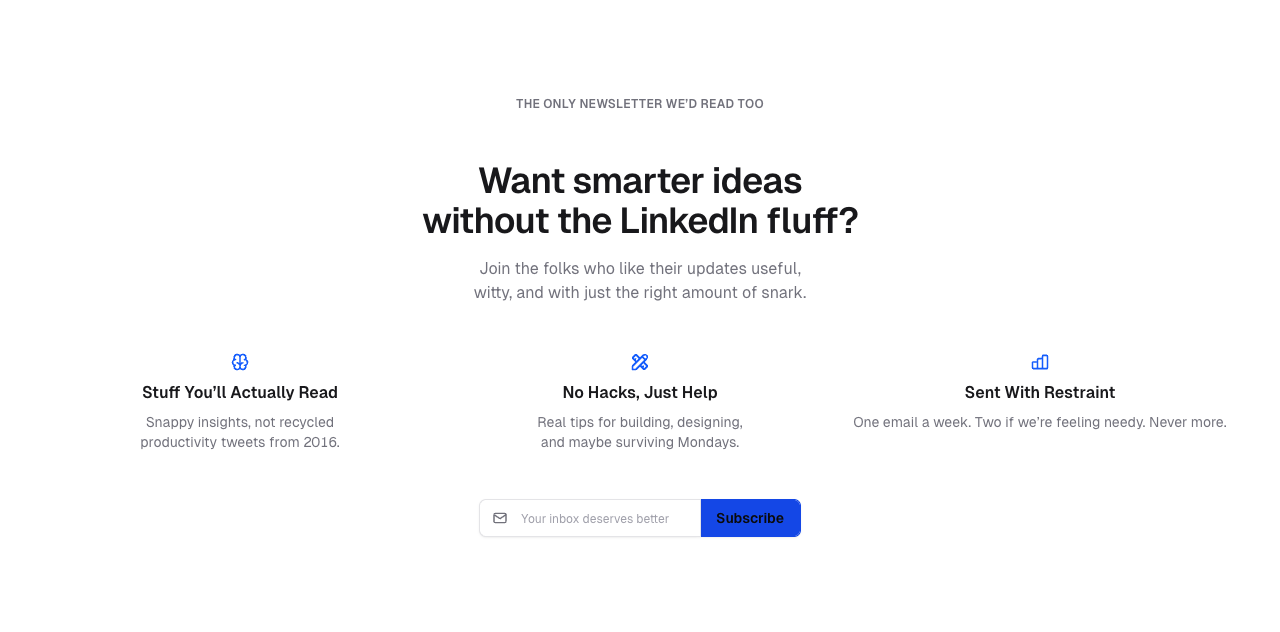 THE ONLY NEWSLETTER WE’D READ TOO
Want smarter ideas
without the LinkedIn fluff?
Join the folks who like their updates useful,
witty, and with just the right amount of snark.
Stuff You’ll Actually Read
Snappy insights, not recycled
productivity tweets from 2016.
No Hacks, Just Help
Real tips for building, designing,
and maybe surviving Mondays.
Sent With Restraint
One email a week. Two if we’re feeling needy. Never more.
Your inbox deserves better
Subscribe